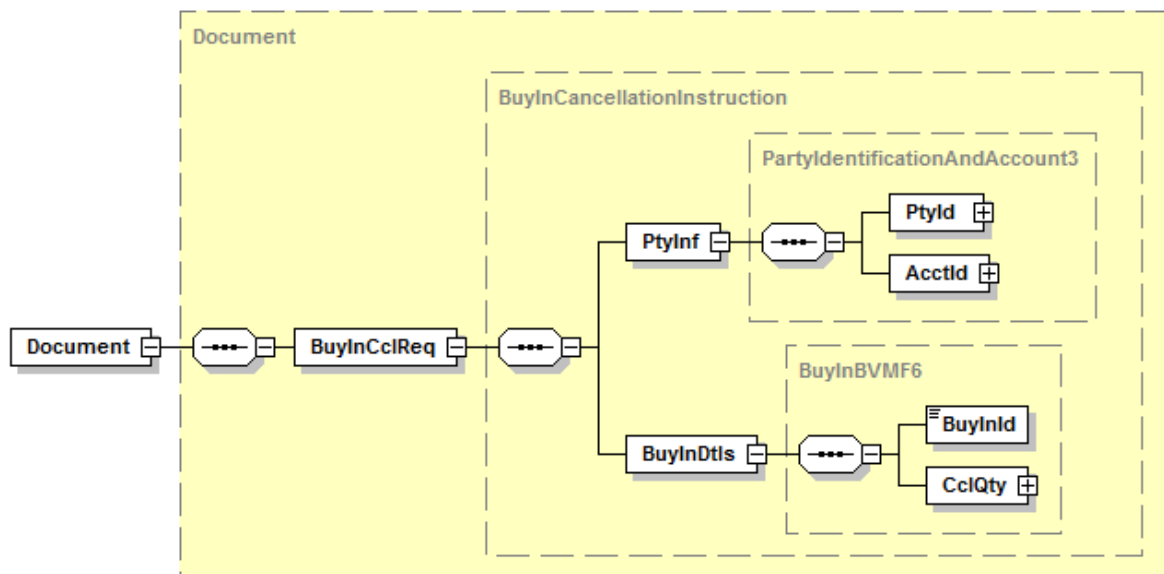 Document
BuyInCancellationInstruction
PartyIdentificationAndAccount3
PtyId
PtyInf
AcctId
Document
BuyInCclReq
BuyInBVMF6
BuyInId
BuyInDtls
CclQty